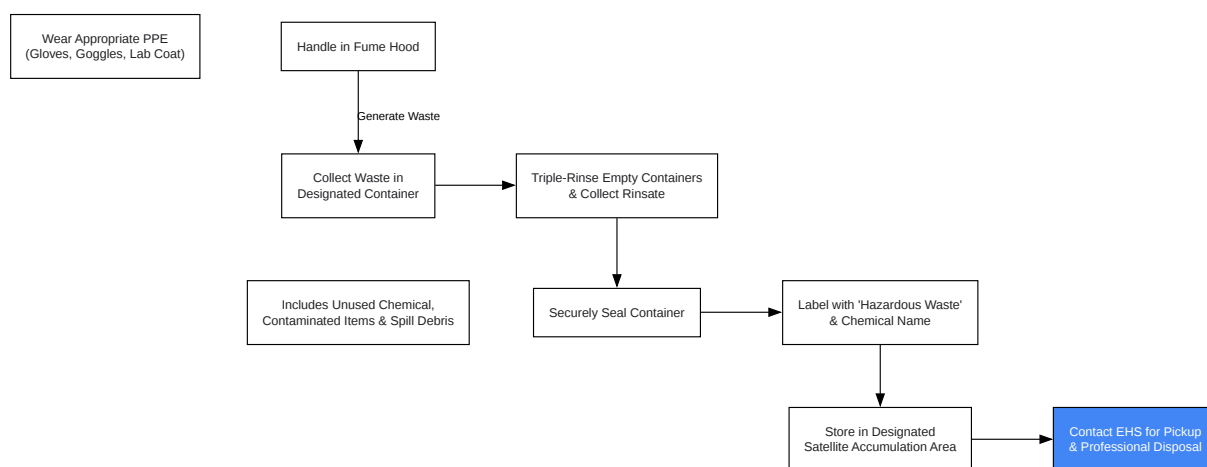 Wear Appropriate PPE
(Gloves, Goggles, Lab Coat)
Handle in Fume Hood
Generate Waste
Collect Waste in
Designated Container
Triple-Rinse Empty Containers
& Collect Rinsate
Includes Unused Chemical,
Contaminated Items & Spill Debris
Securely Seal Container
Label with 'Hazardous Waste'
& Chemical Name
Store in Designated
Satellite Accumulation Area
Contact EHS for Pickup
& Professional Disposal